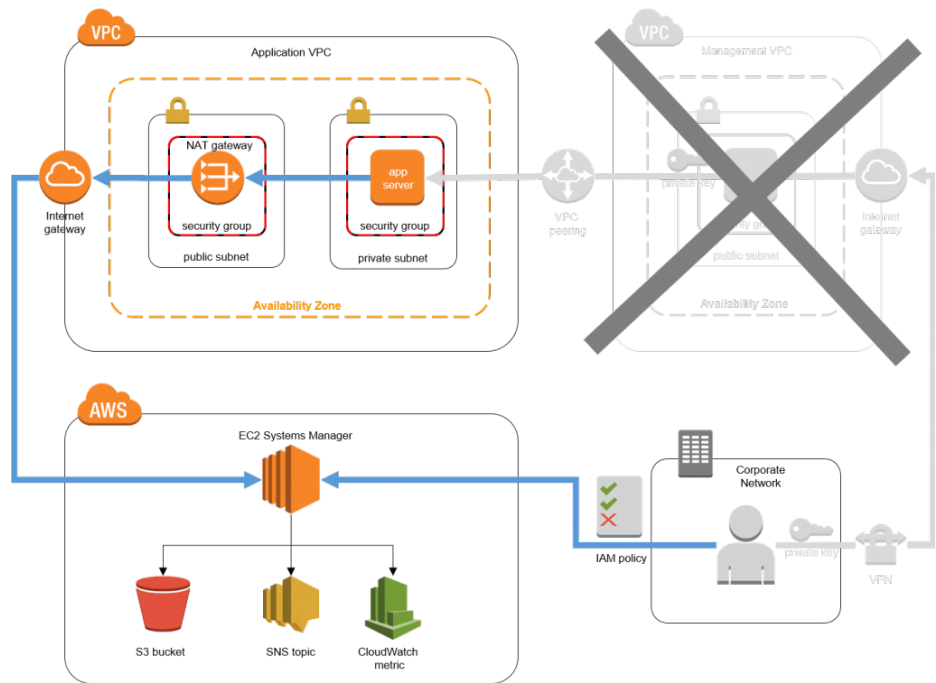 VPC
Application VPC
NAT gateway
security group
public subnet
app
server
security group
private subnet
Availability Zone
Internet
gateway
VPC
peering
VPC
Management VPC
private key
public subnet
Availability Zone
Internet
gateway
AWS
EC2 Systems Manager
S3 bucket
SNS topic
CloudWatch
metric
IAM policy
Corporate
Network
private key
VPN